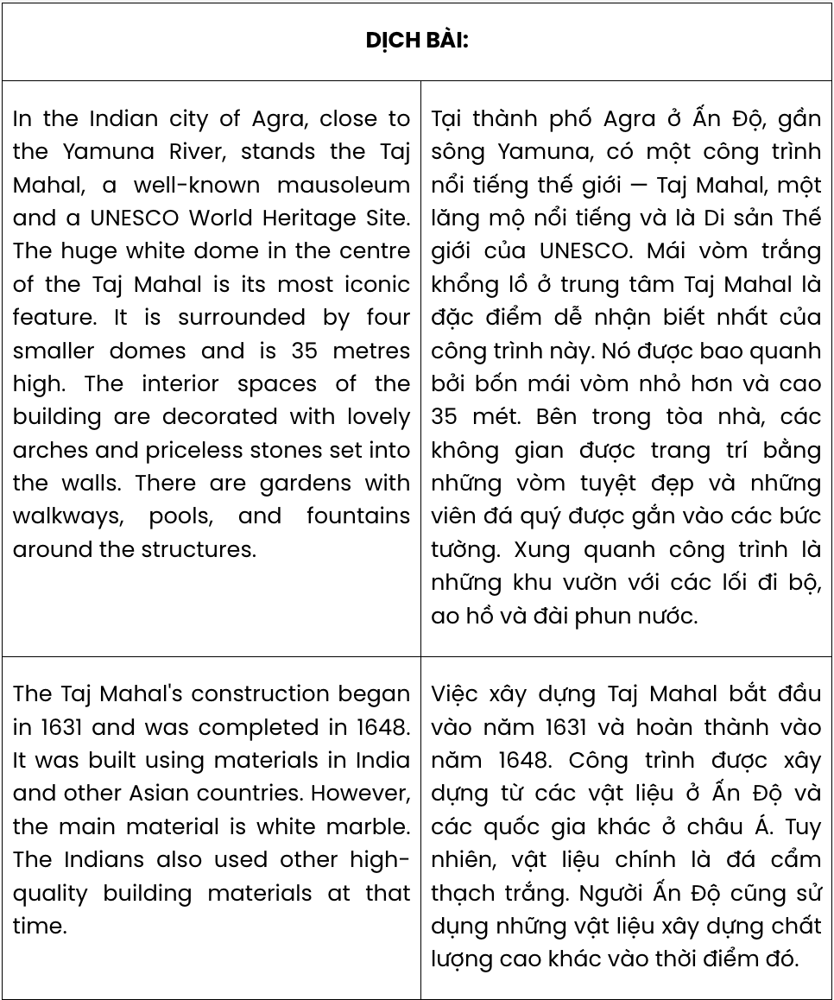 DỊCH BÀI:
In the Indian city of Agra, close to
the Yamuna River, stands the Taj
Mahal, a well-known mausoleum
and a UNESCO World Heritage Site.
The huge white dome in the centre
of the Taj Mahal is its most iconic
feature. It is surrounded by four
smaller domes and is 35 metres
high. The interior spaces of the
building are decorated with lovely
arches and priceless stones set into
the walls. There are gardens with
walkways, pools, and fountains
around the structures.
Tại thành phố Agra ở Ấn Độ, gần
sông Yamuna, có một công trình
nổi tiếng thế giới — Taj Mahal, một
lăng mộ nổi tiếng và là Di sản Thế
giới của UNESCO. Mái vòm trắng
khổng lồ ở trung tâm Taj Mahal là
đặc điểm dễ nhận biết nhất của
công trình này. Nó được bao quanh
bởi bốn mái vòm nhỏ hơn và cao
35 mét. Bên trong tòa nhà, các
không gian được trang trí bằng
những vòm tuyệt đẹp và những
viên đá quý được gắn vào các bức
tường. Xung quanh công trình là
những khu vườn với các lối đi bộ,
ao hồ và đài phun nước.
The Taj Mahal's construction began
in 1631 and was completed in 1648.
It was built using materials in India
and other Asian countries. However,
the main material is white marble.
The Indians also used other high-
quality building materials at that
time.
Việc xây dựng Taj Mahal bắt đầu
vào năm 1631 và hoàn thành vào
năm 1648. Công trình được xây
dựng từ các vật liệu ở Ấn Độ và
các quốc gia khác ở châu Á. Tuy
nhiên, vật liệu chính là đá cẩm
thạch trắng. Người Ấn Độ cũng sử
dụng những vật liệu xây dựng chất
lượng cao khác vào thời điểm đó.